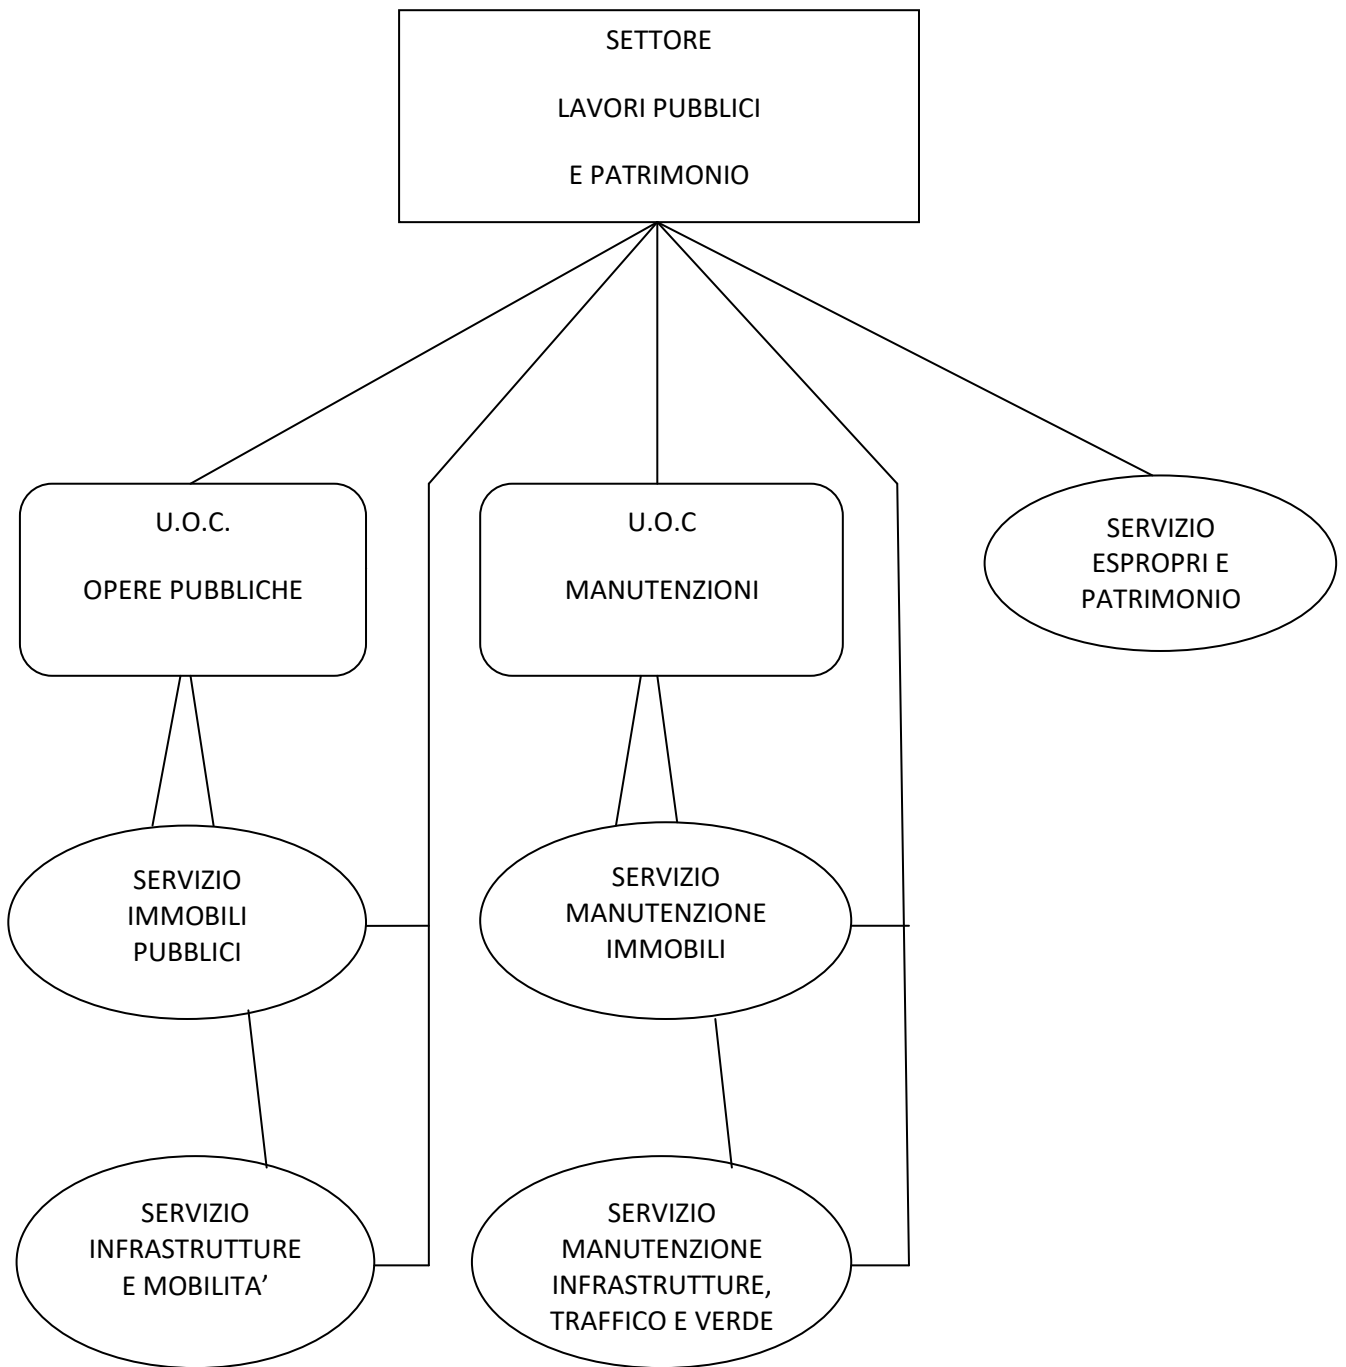 SETTORE
LAVORI PUBBLICI
E PATRIMONIO
U.O.C.
OPERE PUBBLICHE
U.O.C
MANUTENZIONI
SERVIZIO
ESPROPRI E
PATRIMONIO
SERVIZIO
IMMOBILI
PUBBLICI
SERVIZIO
MANUTENZIONE
IMMOBILI
SERVIZIO
INFRASTRUTTURE
E MOBILITA’
SERVIZIO
MANUTENZIONE
INFRASTRUTTURE,
TRAFFICO E VERDE